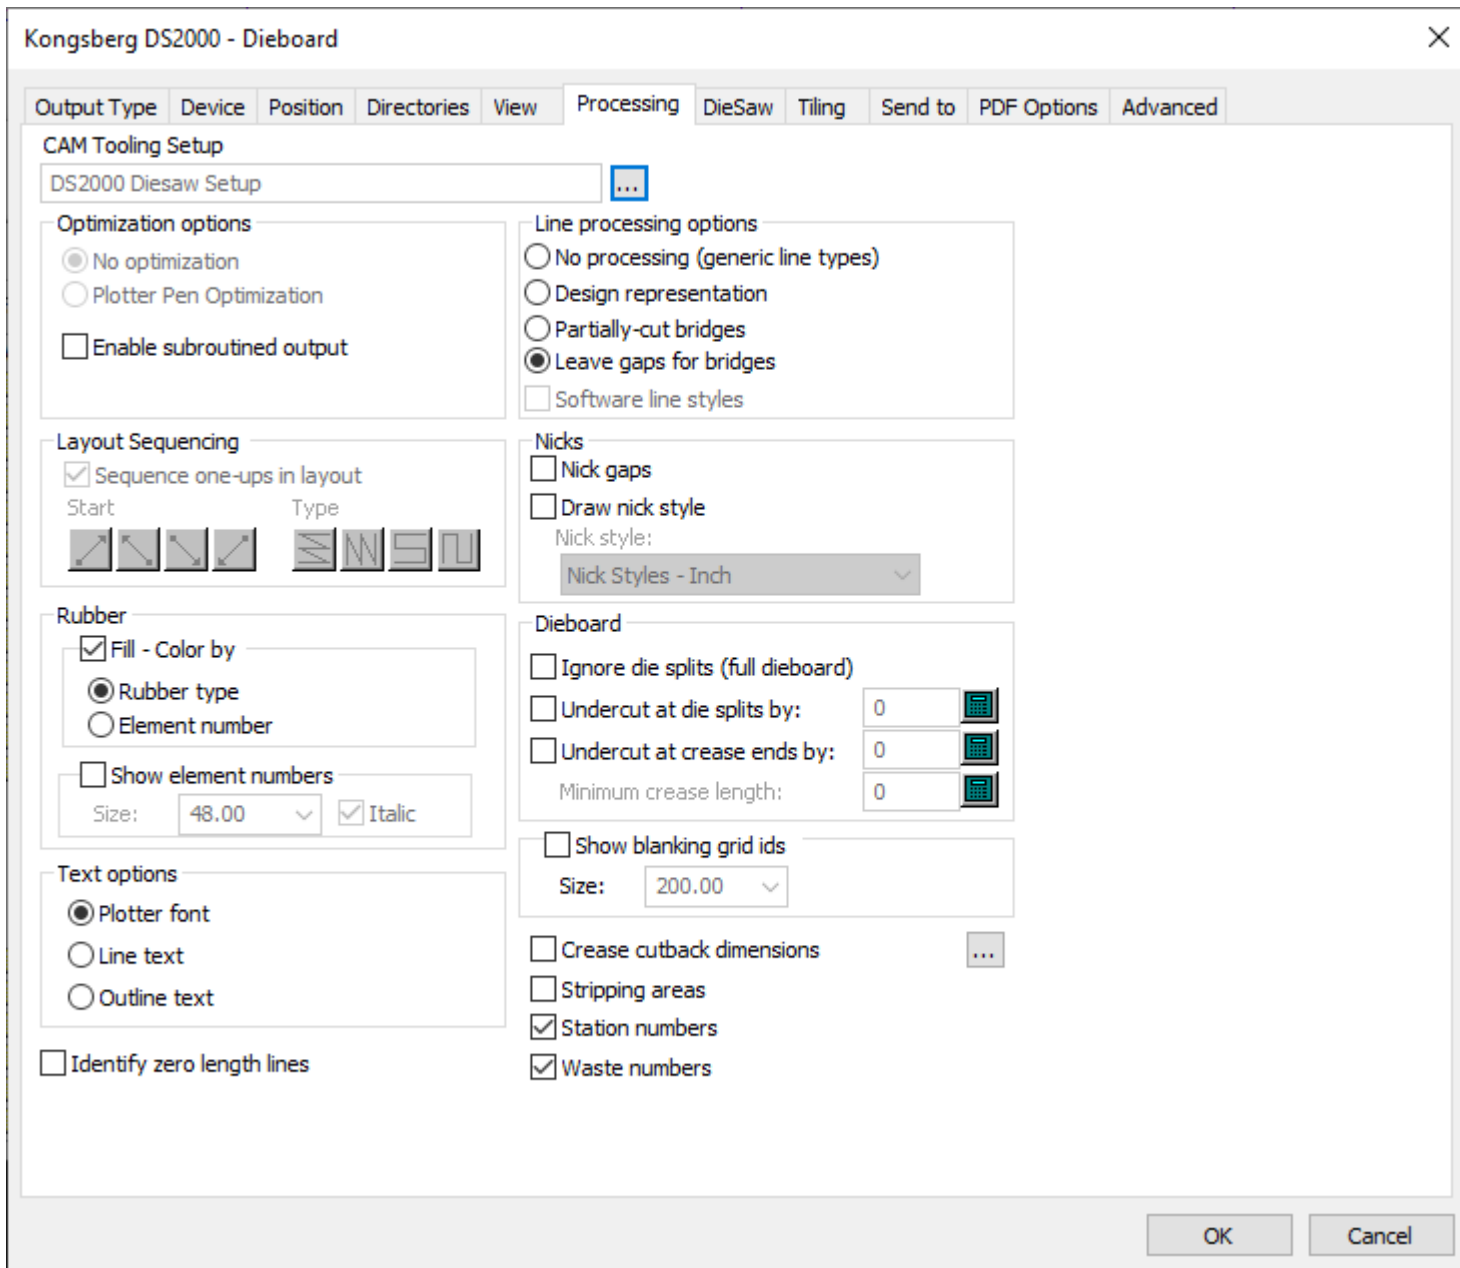 Kongsberg DS2000 - Dieboard
Output Type Device Position Directories View Processing DieSaw Tiling Send to PDF Options Advanced
CAM Tooling Setup
DS2000 Diesaw Setup ...
Optimization options
No optimization
Plotter Pen Optimization
Enable subroutined output
Line processing options
No processing (generic line types)
Design representation
Partially-cut bridges
Leave gaps for bridges
Software line styles
Layout Sequencing
Sequence one-ups in layout
Start Type
Nicks
Nick gaps
Draw nick style
Nick style:
Nick Styles - Inch
Rubber
Fill - Color by
Rubber type
Element number
Show element numbers
Size: 48.00 Italic
Dieboard
Ignore die splits (full dieboard)
Undercut at die splits by: 0
Undercut at crease ends by: 0
Minimum crease length: 0
Show blanking grid ids
Size: 200.00
Text options
Plotter font
Line text
Outline text
Identify zero length lines
Crease cutback dimensions ...
Stripping areas
Station numbers
Waste numbers
OK Cancel